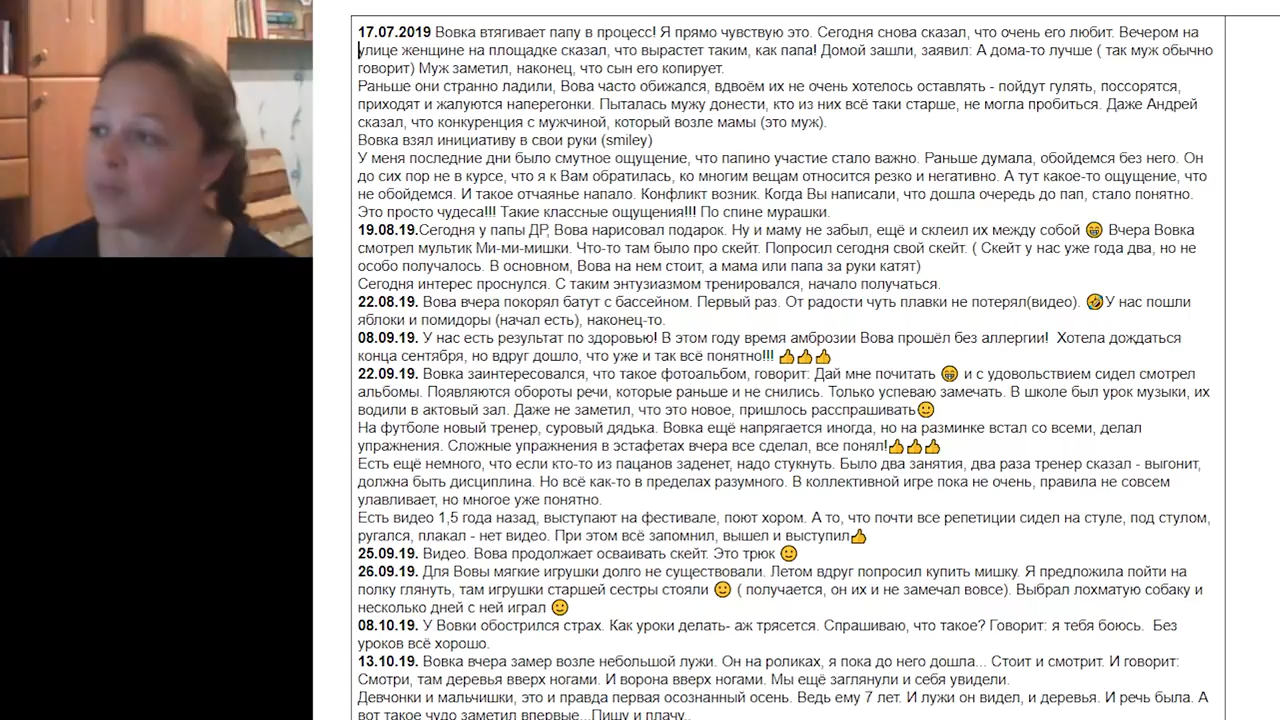 17.07.2019 Вовка втягивает папу в процесс! Я прямо чувствую это. Сегодня снова сказал, что очень его любит. Вечером на
улице женщине на площадке сказал, что вырастет таким, как папа! Домой зашли, заявил: А дома-то лучше ( так муж обычно
говорит) Муж заметил, наконец, что сын его копирует.
Раньше они странно ладили, Вова часто обижался, вдвоём их не очень хотелось оставлять - пойдут гулять, поссорятся,
приходят и жалуются наперегонки. Пыталась мужу донести, кто из них всё таки старше, не могла пробиться. Даже Андрей
сказал, что конкуренция с мужчиной, который возле мамы (это муж).
Вовка взял инициативу в свои руки (smiley)
У меня последние дни было смутное ощущение, что папино участие стало важно. Раньше думала, обойдемся без него. Он
до сих пор не в курсе, что я к Вам обратилась, ко многим вещам относится резко и негативно. А тут какое-то ощущение, что
не обойдемся. И такое отчаянье напало. Конфликт возник. Когда Вы написали, что дошла очередь до пап, стало понятно.
Это просто чудеса!!! Такие классные ощущения!!! По спине мурашки.
19.08.19.Сегодня у папы ДР, Вова нарисовал подарок. Ну и маму не забыл, ещё и склеил их между собой 😁 Вчера Вовка
смотрел мультик Ми-ми-мишки. Что-то там было про скейт. Попросил сегодня свой скейт. ( Скейт у нас уже года два, но не
особо получалось. В основном, Вова на нем стоит, а мама или папа за руки катят)
Сегодня интерес проснулся. С таким энтузиазмом тренировался, начало получаться.
22.08.19. Вова вчера покорял батут с бассейном. Первый раз. От радости чуть плавки не потерял(видео). 🤣У нас пошли
яблоки и помидоры (начал есть), наконец-то.
08.09.19. У нас есть результат по здоровью! В этом году время амброзии Вова прошёл без аллергии! Хотела дождаться
конца сентября, но вдруг дошло, что уже и так всё понятно!!! 👍👍👍
22.09.19. Вовка заинтересовался, что такое фотоальбом, говорит: Дай мне почитать 😁 и с удовольствием сидел смотрел
альбомы. Появляются обороты речи, которые раньше и не снились. Только успеваю замечать. В школе был урок музыки, их
водили в актовый зал. Даже не заметил, что это новое, пришлось расспрашивать🙂
На футболе новый тренер, суровый дядька. Вовка ещё напрягается иногда, но на разминке встал со всеми, делал
упражнения. Сложные упражнения в эстафетах вчера все сделал, все понял!👍👍👍
Есть ещё немного, что если кто-то из пацанов заденет, надо стукнуть. Было два занятия, два раза тренер сказал - выгонит,
должна быть дисциплина. Но всё как-то в пределах разумного. В коллективной игре пока не очень, правила не совсем
улавливает, но многое уже понятно.
Есть видео 1,5 года назад, выступают на фестивале, поют хором. А то, что почти все репетиции сидел на стуле, под стулом,
ругался, плакал - нет видео. При этом всё запомнил, вышел и выступил👍
25.09.19. Видео. Вова продолжает осваивать скейт. Это трюк 🙂
26.09.19. Для Вовы мягкие игрушки долго не существовали. Летом вдруг попросил купить мишку. Я предложила пойти на
полку глянуть, там игрушки старшей сестры стояли 🙂 ( получается, он их и не замечал вовсе). Выбрал лохматую собаку и
несколько дней с ней играл 🙂
08.10.19. У Вовки обострился страх. Как уроки делать- аж трясется. Спрашиваю, что такое? Говорит: я тебя боюсь. Без
уроков всё хорошо.
13.10.19. Вовка вчера замер возле небольшой лужи. Он на роликах, я пока до него дошла... Стоит и смотрит. И говорит:
Смотри, там деревья вверх ногами. И ворона вверх ногами. Мы ещё заглянули и себя увидели.
Девчонки и мальчишки, это и правда первая осознанный осень. Ведь ему 7 лет. И лужи он видел, и деревья. И речь была. А
вот такое чудо заметил впервые...Пишу и плачу..